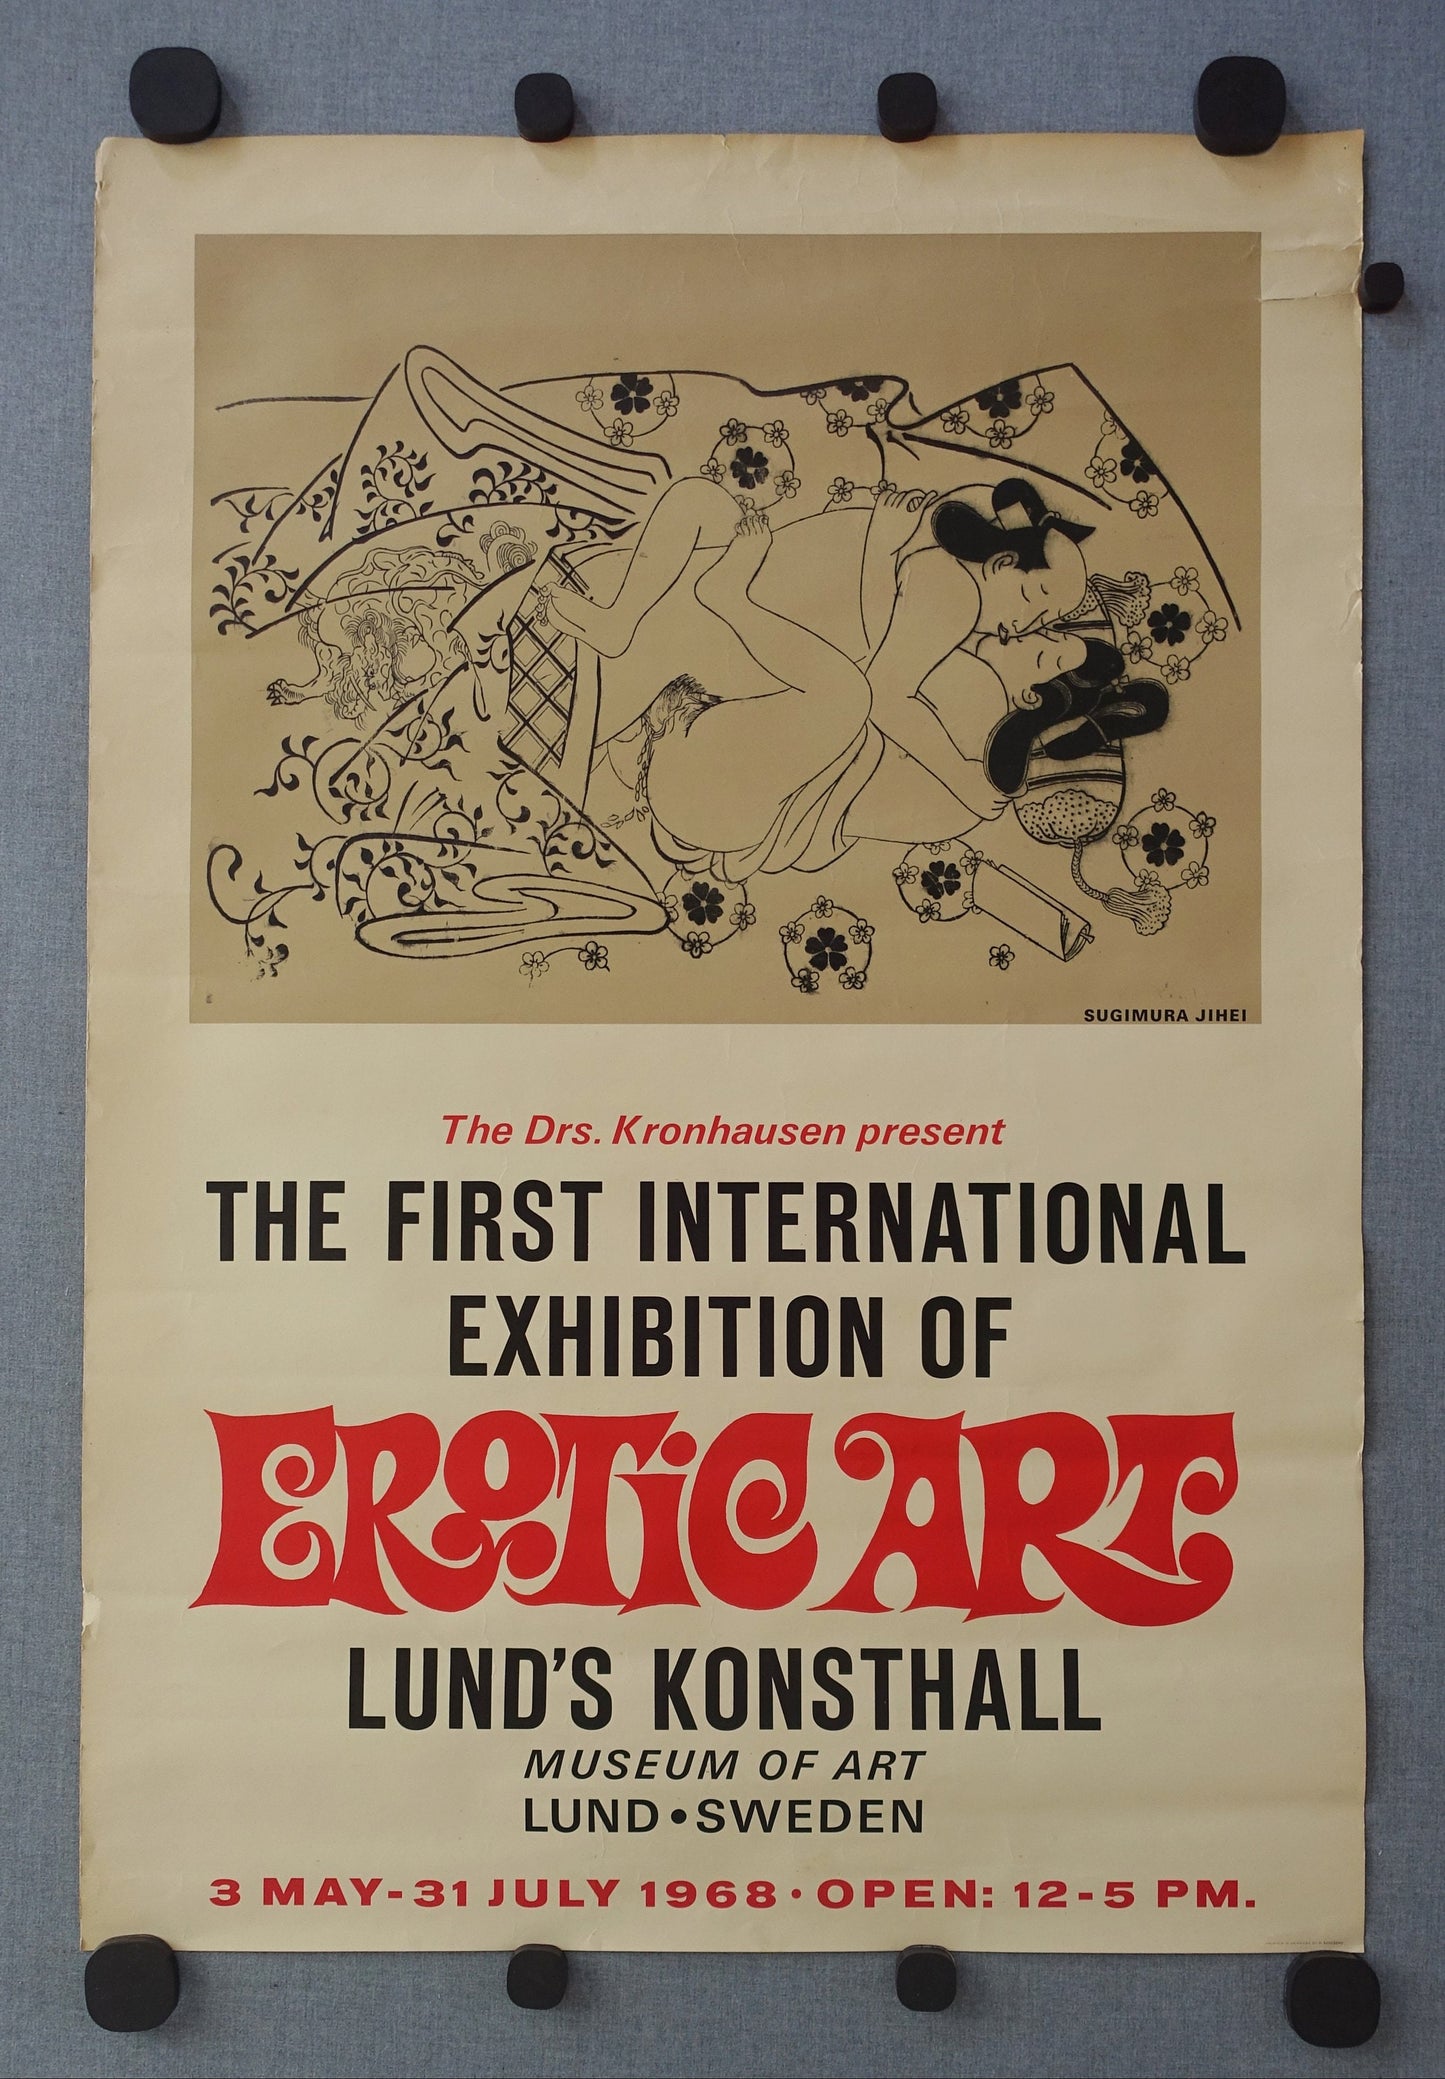 SUGIMURA JIHEI
The Drs. Kronhausen present
THE FIRST INTERNATIONAL
EXHIBITION OF
EROTiC ART
LUND'S KONSTHALL
MUSEUM OF ART
LUND•SWEDEN
3 MAY-31 JULY 1968•OPEN: 12-5 PM.